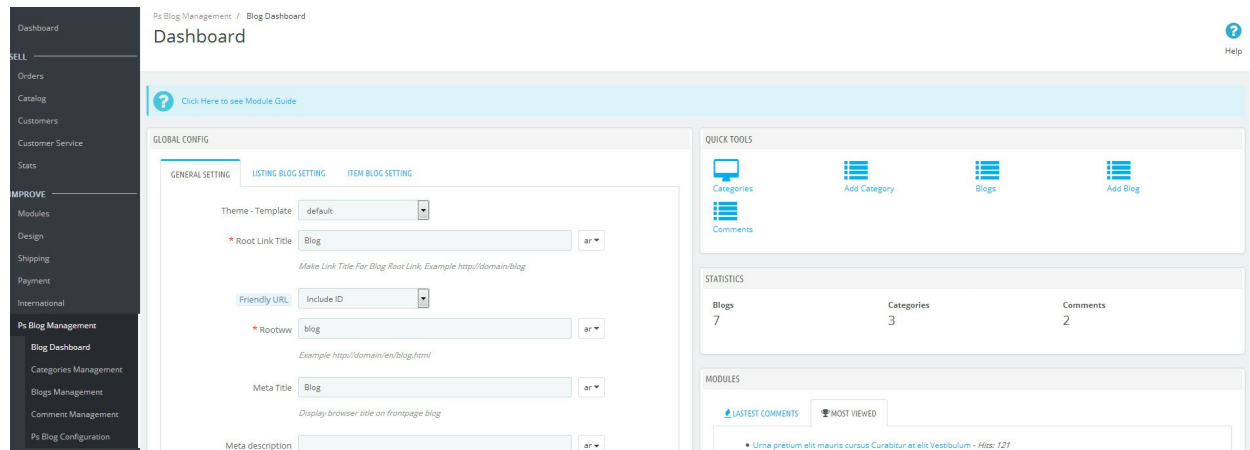 Dashboard
SELL
Orders
Catalog
Customers
Customer Service
Stats
IMPROVE
Modules
Design
Shipping
Payment
International
Ps Blog Management
Blog Dashboard
Categories Management
Blogs Management
Comment Management
Ps Blog Configuration
Ps Blog Management / Blog Dashboard
Dashboard
? Help
? Click Here to see Module Guide
GLOBAL CONFIG
GENERAL SETTING LISTING BLOG SETTING ITEM BLOG SETTING
Theme - Template default
* Root Link Title Blog ar
Make Link Title For Blog Root Link, Example http://domain/blog
Friendly URL Include ID
* Rootww blog ar
Example http://domain/en/blog.html
Meta Title Blog ar
Display browser title on frontpage blog
Meta description ar
QUICK TOOLS
Categories Add Category Blogs Add Blog
Comments
STATISTICS
Blogs Categories Comments
7 3 2
MODULES
LASTEST COMMENTS MOST VIEWED
• Urna pretium elit mauris cursus Curabitur at elit Vestibulum - Hits: 121